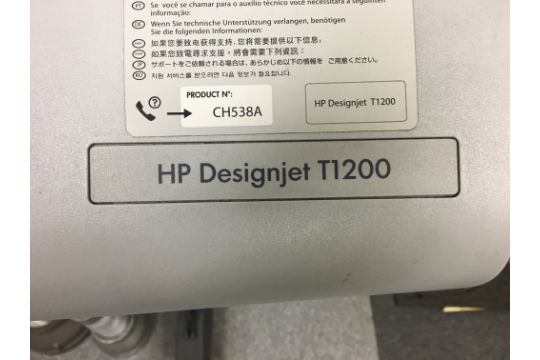 PT Se você se chamar para o auxílio técnico você necessitará a seguinten
informacão:
DE Wenn Sie technische Unterstützung verlangen, benötigen
Sie die folgenden Informationen:
如果您要致电获得支持，您将需要提供以下信息：
如果您致電尋求支援，將會需要下列資訊：
サポートをご依頼される場合は、あらかじめ以下の情報を ご用意ください。
지원 서비스를 받으려면 다음 정보가 필요합니다.
PRODUCT Nº:
CH538A
HP Designjet T1200
HP Designjet T1200